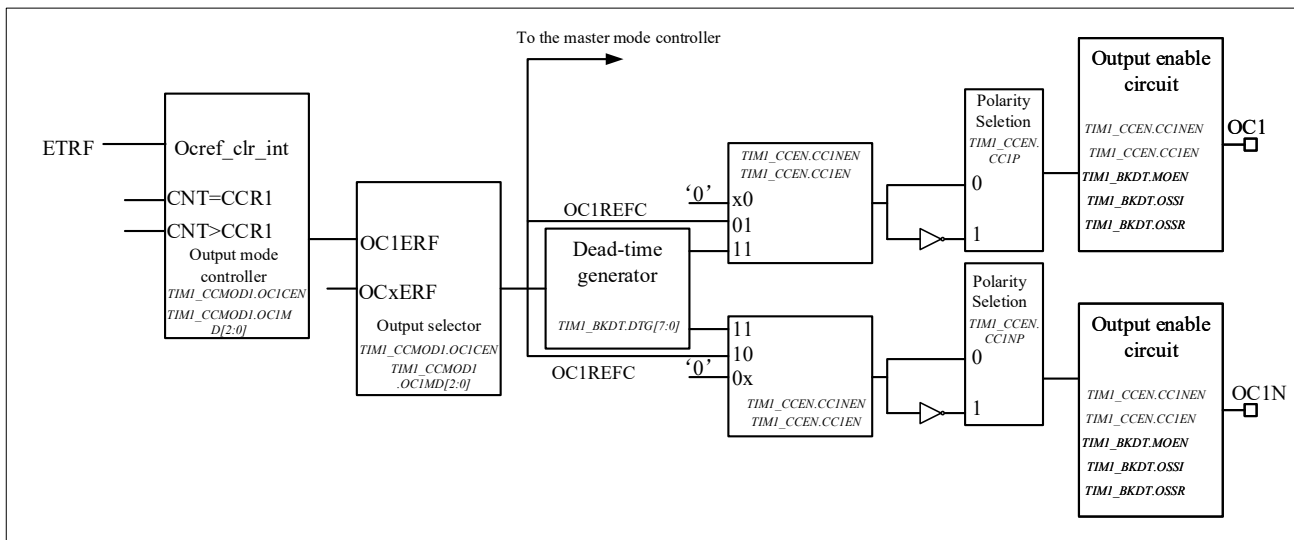 To the master mode controller
ETRF
Ocref_clr_int
CNT=CCR1
CNT>CCR1
Output mode
controller
TIM1_CCMOD1.OC1CEN
TIM1_CCMOD1.OC1M
D[2:0]
OC1ERF
OCxERF
Output selector
TIM1_CCMOD1.OC1CEN
TIM1_CCMOD1
.OC1MD[2:0]
OC1REFC
Dead-time
generator
TIM1_BKDT.DTG[7:0]
OC1REFC
TIM1_CCEN.CC1NEN
TIM1_CCEN.CC1EN
‘0’
x0
01
11
11
10
‘0’
0x
TIM1_CCEN.CC1NEN
TIM1_CCEN.CC1EN
Polarity
Seletion
TIM1_CCEN.
CC1P
0
1
Polarity
Seletion
TIM1_CCEN.
CC1NP
0
1
Output enable
circuit
TIM1_CCEN.CC1NEN
TIM1_CCEN.CC1EN
TIM1_BKDT.MOEN
TIM1_BKDT.OSSI
TIM1_BKDT.OSSR
OC1
Output enable
circuit
TIM1_CCEN.CC1NEN
TIM1_CCEN.CC1EN
TIM1_BKDT.MOEN
TIM1_BKDT.OSSI
TIM1_BKDT.OSSR
OC1N